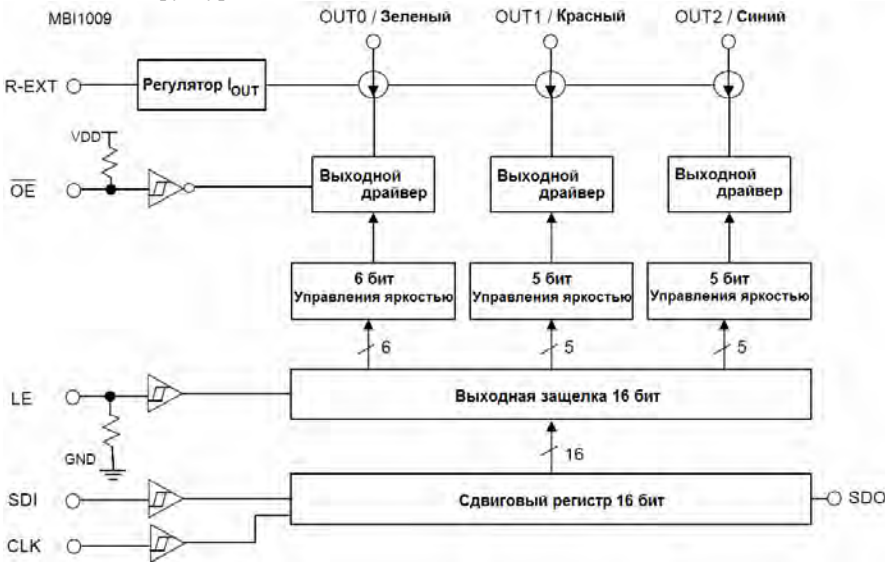 MBI1009
OUT0 / Зеленый
OUT1 / Красный
OUT2 / Синий
R-EXT
Регулятор IOUT
VDD
OE
Выходной
драйвер
Выходной
драйвер
Выходной
драйвер
6 бит
Управления яркостью
5 бит
Управления яркостью
5 бит
Управления яркостью
6
5
5
LE
Выходная защелка 16 бит
GND
16
SDI
Сдвиговый регистр 16 бит
SDO
CLK